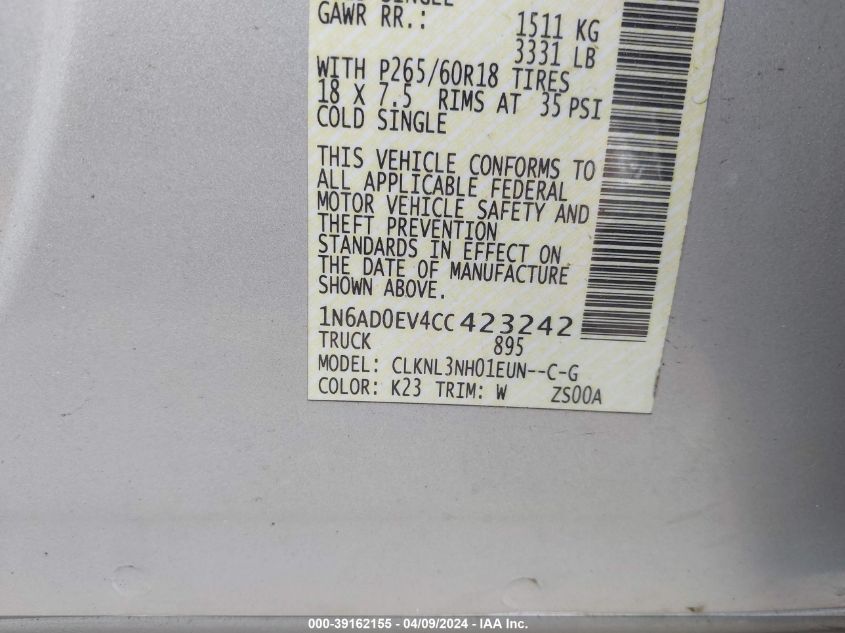 GAWR RR.: 1511 KG
3331 LB
WITH P265/60R18 TIRES
18 X 7.5 RIMS AT 35 PSI
COLD SINGLE
THIS VEHICLE CONFORMS TO
ALL APPLICABLE FEDERAL
MOTOR VEHICLE SAFETY AND
THEFT PREVENTION
STANDARDS IN EFFECT ON
THE DATE OF MANUFACTURE
SHOWN ABOVE.
1N6AD0EV4CC423242
TRUCK 895
MODEL: CLKNL3NH01EUN--C-G
COLOR: K23 TRIM: W ZS00A
000-39162155 - 04/09/2024 - IAA Inc.